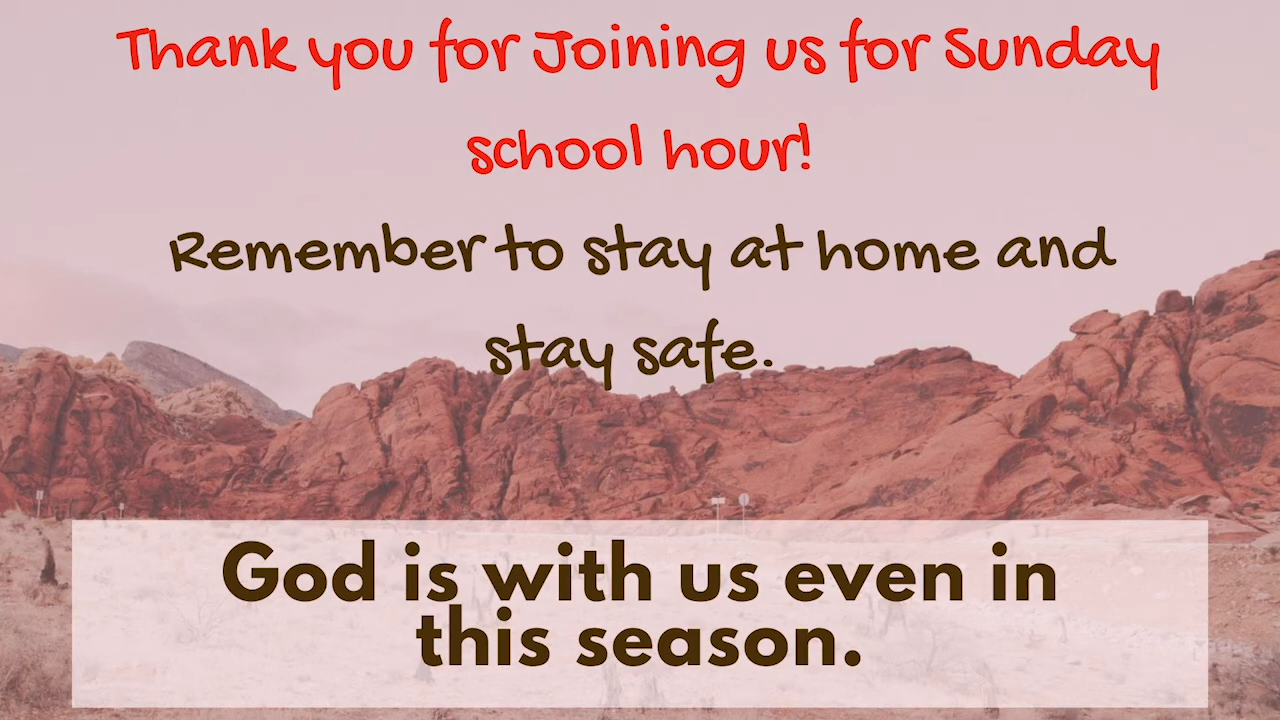 Thank you for Joining us for Sunday
school hour!
Remember to stay at home and
stay safe.
God is with us even in
this season.